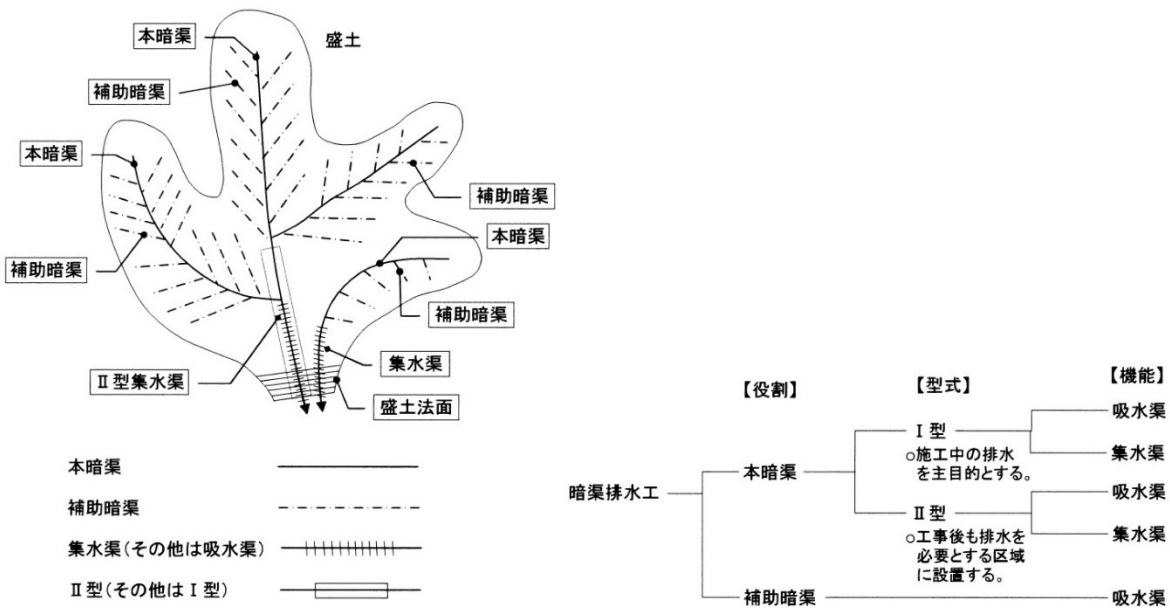 本暗渠
盛土
補助暗渠
本暗渠
補助暗渠
本暗渠
補助暗渠
補助暗渠
Ⅱ型集水渠
集水渠
盛土法面
本暗渠
補助暗渠
集水渠(その他は吸水渠)
Ⅱ型(その他はⅠ型)
【役割】
【型式】
【機能】
暗渠排水工
本暗渠
Ⅰ型
○施工中の排水
を主目的とする。
吸水渠
集水渠
Ⅱ型
○工事後も排水を
必要とする区域
に設置する。
吸水渠
集水渠
補助暗渠
吸水渠